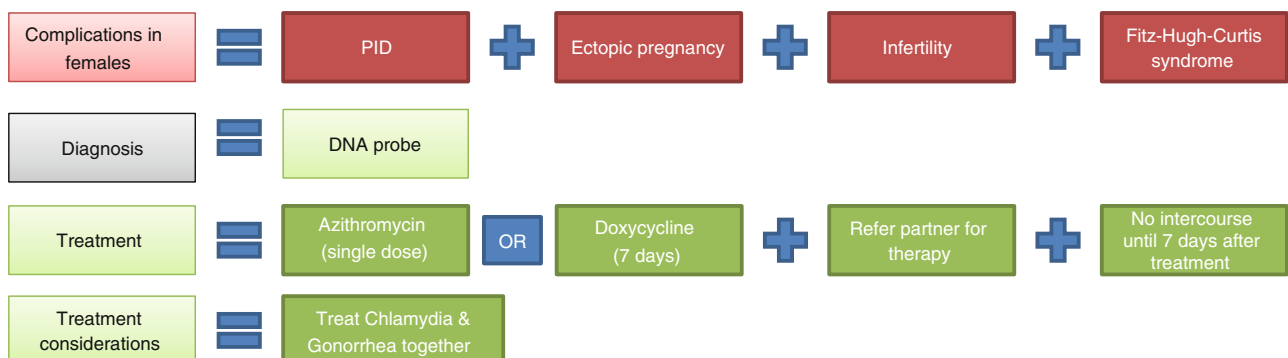 Complications in
females
PID
Ectopic pregnancy
Infertility
Fitz-Hugh-Curtis
syndrome
Diagnosis
DNA probe
Treatment
Azithromycin
(single dose)
OR
Doxycycline
(7 days)
Refer partner for
therapy
No intercourse
until 7 days after
treatment
Treatment
considerations
Treat Chlamydia &
Gonorrhea together